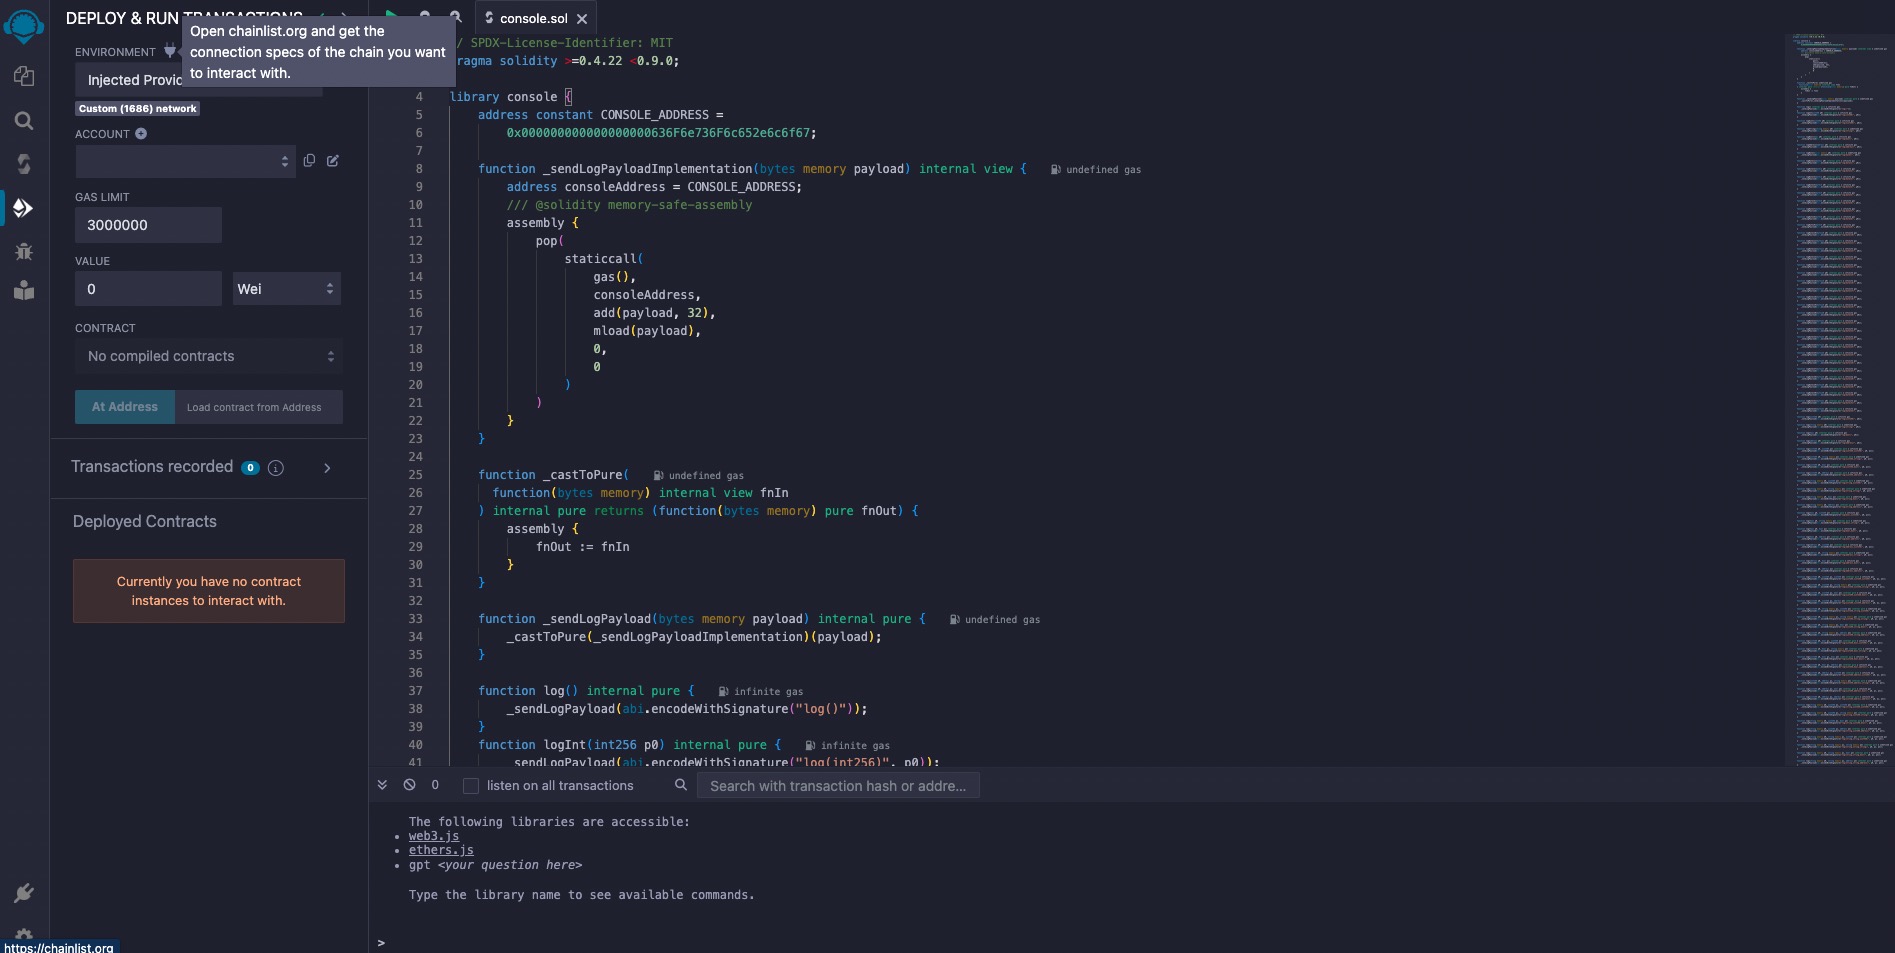 DEPLOY & RUN TRANSACTIONS
Open chainlist.org and get the
connection specs of the chain you want
to interact with.
ENVIRONMENT
Injected Provid
Custom (1686) network
ACCOUNT
GAS LIMIT
3000000
VALUE
0
Wei
CONTRACT
No compiled contracts
At Address
Load contract from Address
Transactions recorded 0 i
Deployed Contracts
Currently you have no contract
instances to interact with.
https://chainlist.org
console.sol
/ SPDX-License-Identifier: MIT
ragma solidity >=0.4.22 <0.9.0;
4 library console {
5 address constant CONSOLE_ADDRESS =
6 0x000000000000000000636F6e736F6c652e6c6f67;
7
8 function _sendLogPayloadImplementation(bytes memory payload) internal view { undefined gas
9 address consoleAddress = CONSOLE_ADDRESS;
10 /// @solidity memory-safe-assembly
11 assembly {
12 pop(
13 staticcall(
14 gas(),
15 consoleAddress,
16 add(payload, 32),
17 mload(payload),
18 0,
19 0
20 )
21 )
22 }
23 }
24
25 function _castToPure( undefined gas
26 function(bytes memory) internal view fnIn
27 ) internal pure returns (function(bytes memory) pure fnOut) {
28 assembly {
29 fnOut := fnIn
30 }
31 }
32
33 function _sendLogPayload(bytes memory payload) internal pure { undefined gas
34 _castToPure(_sendLogPayloadImplementation)(payload);
35 }
36
37 function log() internal pure { infinite gas
38 _sendLogPayload(abi.encodeWithSignature("log()"));
39 }
40 function logInt(int256 p0) internal pure { infinite gas
41 _sendLogPayload(abi.encodeWithSignature("log(int256)", p0));
0
listen on all transactions
Search with transaction hash or addre...
The following libraries are accessible:
• web3.js
• ethers.js
• gpt <your question here>
Type the library name to see available commands.
>